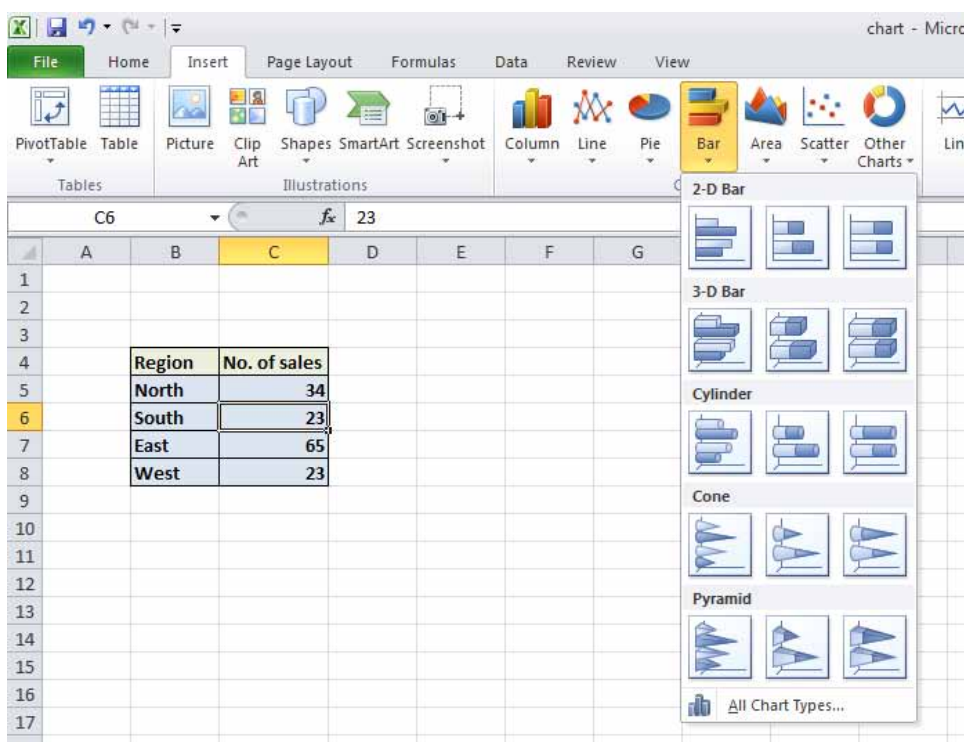 chart - Micro
File Home Insert Page Layout Formulas Data Review View
PivotTable Table Picture Clip Art Shapes SmartArt Screenshot Column Line Pie Bar Area Scatter Other Charts Lin
Tables Illustrations
C6 fx 23
A B C D E F G
1
2
3
4 Region No. of sales
5 North 34
6 South 23
7 East 65
8 West 23
9
10
11
12
13
14
15
16
17
2-D Bar
3-D Bar
Cylinder
Cone
Pyramid
All Chart Types...